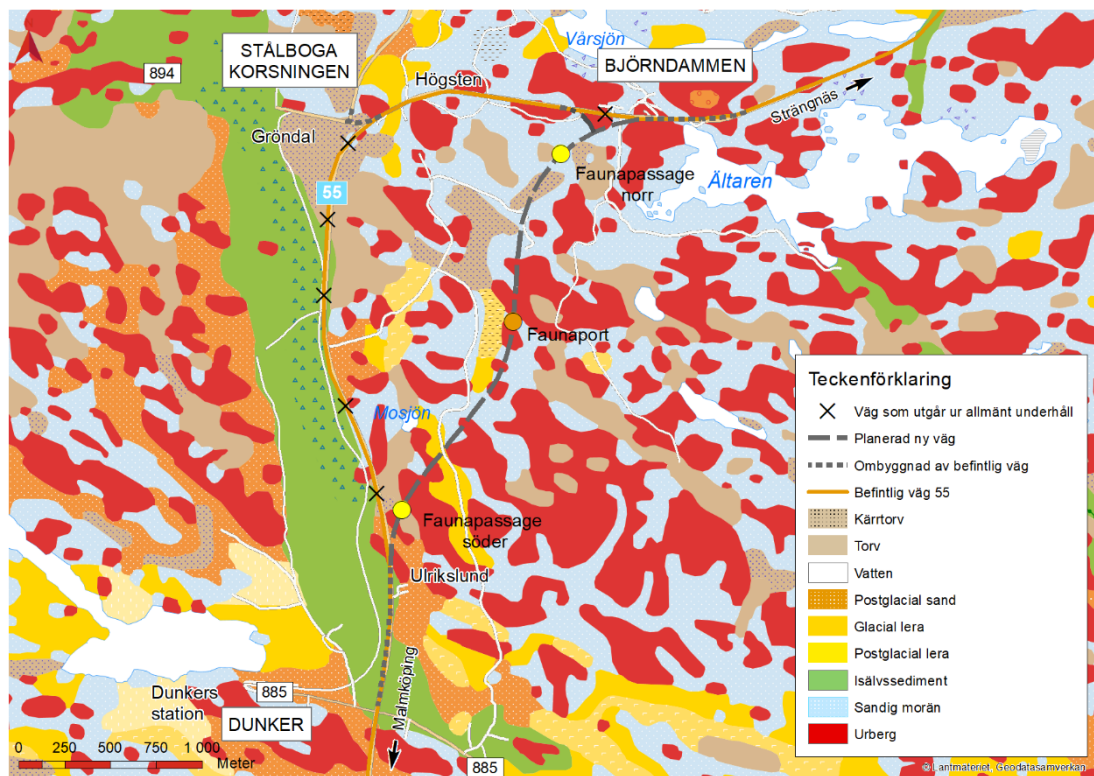 Vårsjön
STÅLBOGA
KORSNINGEN
BJÖRNDAMMEN
894
Högsten
Strängnäs
Gröndal
Faunapassage
norr
Ältaren
55
Faunaport
Mosjön
Faunapassage
söder
Ulrikslund
Malmköping
Dunkers
station
885
DUNKER
885
0 250 500 750 1 000
Meter
Teckenförklaring
Väg som utgår ur allmänt underhåll
Planerad ny väg
Ombyggnad av befintlig väg
Befintlig väg 55
Kärrtorv
Torv
Vatten
Postglacial sand
Glacial lera
Postglacial lera
Isälvssediment
Sandig morän
Urberg
© Lantmäteriet, Geodatasamverkan